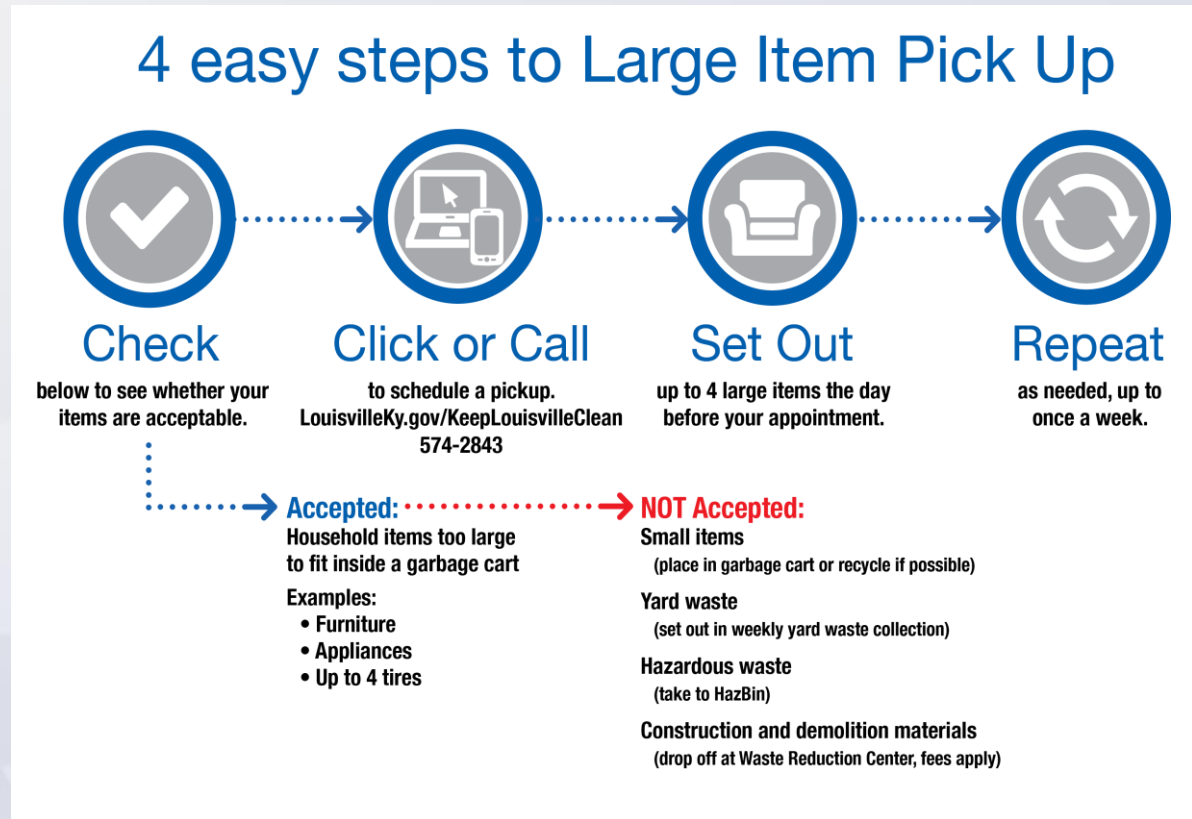 4 easy steps to Large Item Pick Up
Check
below to see whether your
items are acceptable.
Click or Call
to schedule a pickup.
LouisvilleKy.gov/KeepLouisvilleClean
574-2843
Set Out
up to 4 large items the day
before your appointment.
Repeat
as needed, up to
once a week.
Accepted:
Household items too large
to fit inside a garbage cart
Examples:
• Furniture
• Appliances
• Up to 4 tires
NOT Accepted:
Small items
(place in garbage cart or recycle if possible)
Yard waste
(set out in weekly yard waste collection)
Hazardous waste
(take to HazBin)
Construction and demolition materials
(drop off at Waste Reduction Center, fees apply)